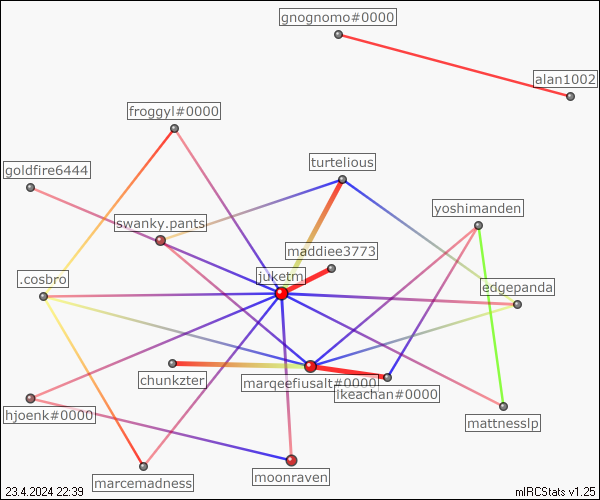 gnognomo#0000
alan1002
froggyl#0000
turtelious
goldfire6444
yoshimanden
swanky.pants
maddiee3773
juketm
edgepanda
.cosbro
chunkzter
marqeefiusalt#0000
ikeachan#0000
hjoenk#0000
mattnesslp
marcemadness
moonraven
23.4.2024 22:39
mIRCStats v1.25